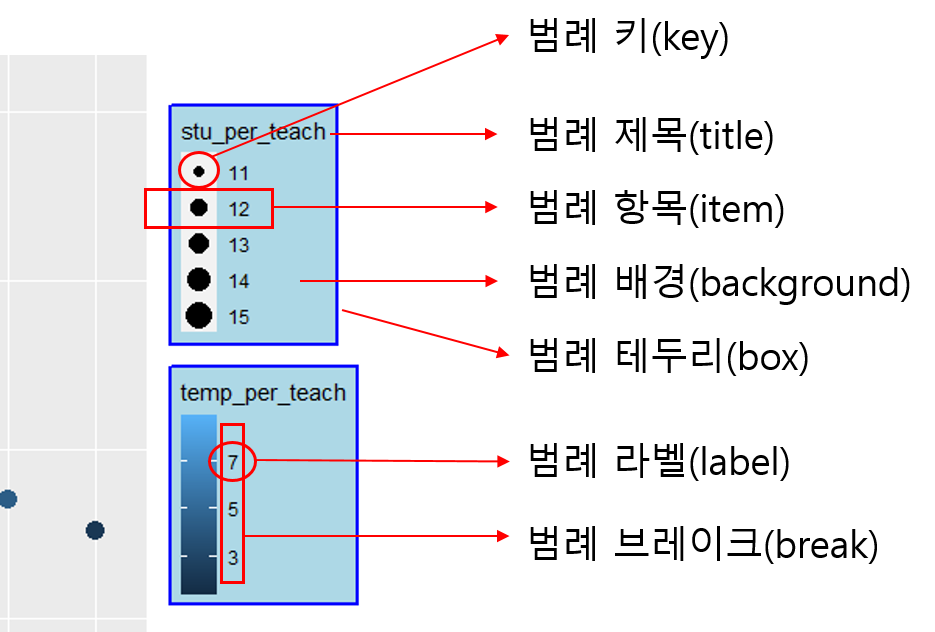 범례 키(key)
stu_per_teach
범례 제목(title)
11
12
범례 항목(item)
13
14
범례 배경(background)
15
범례 테두리(box)
temp_per_teach
7
범례 라벨(label)
5
3
범례 브레이크(break)